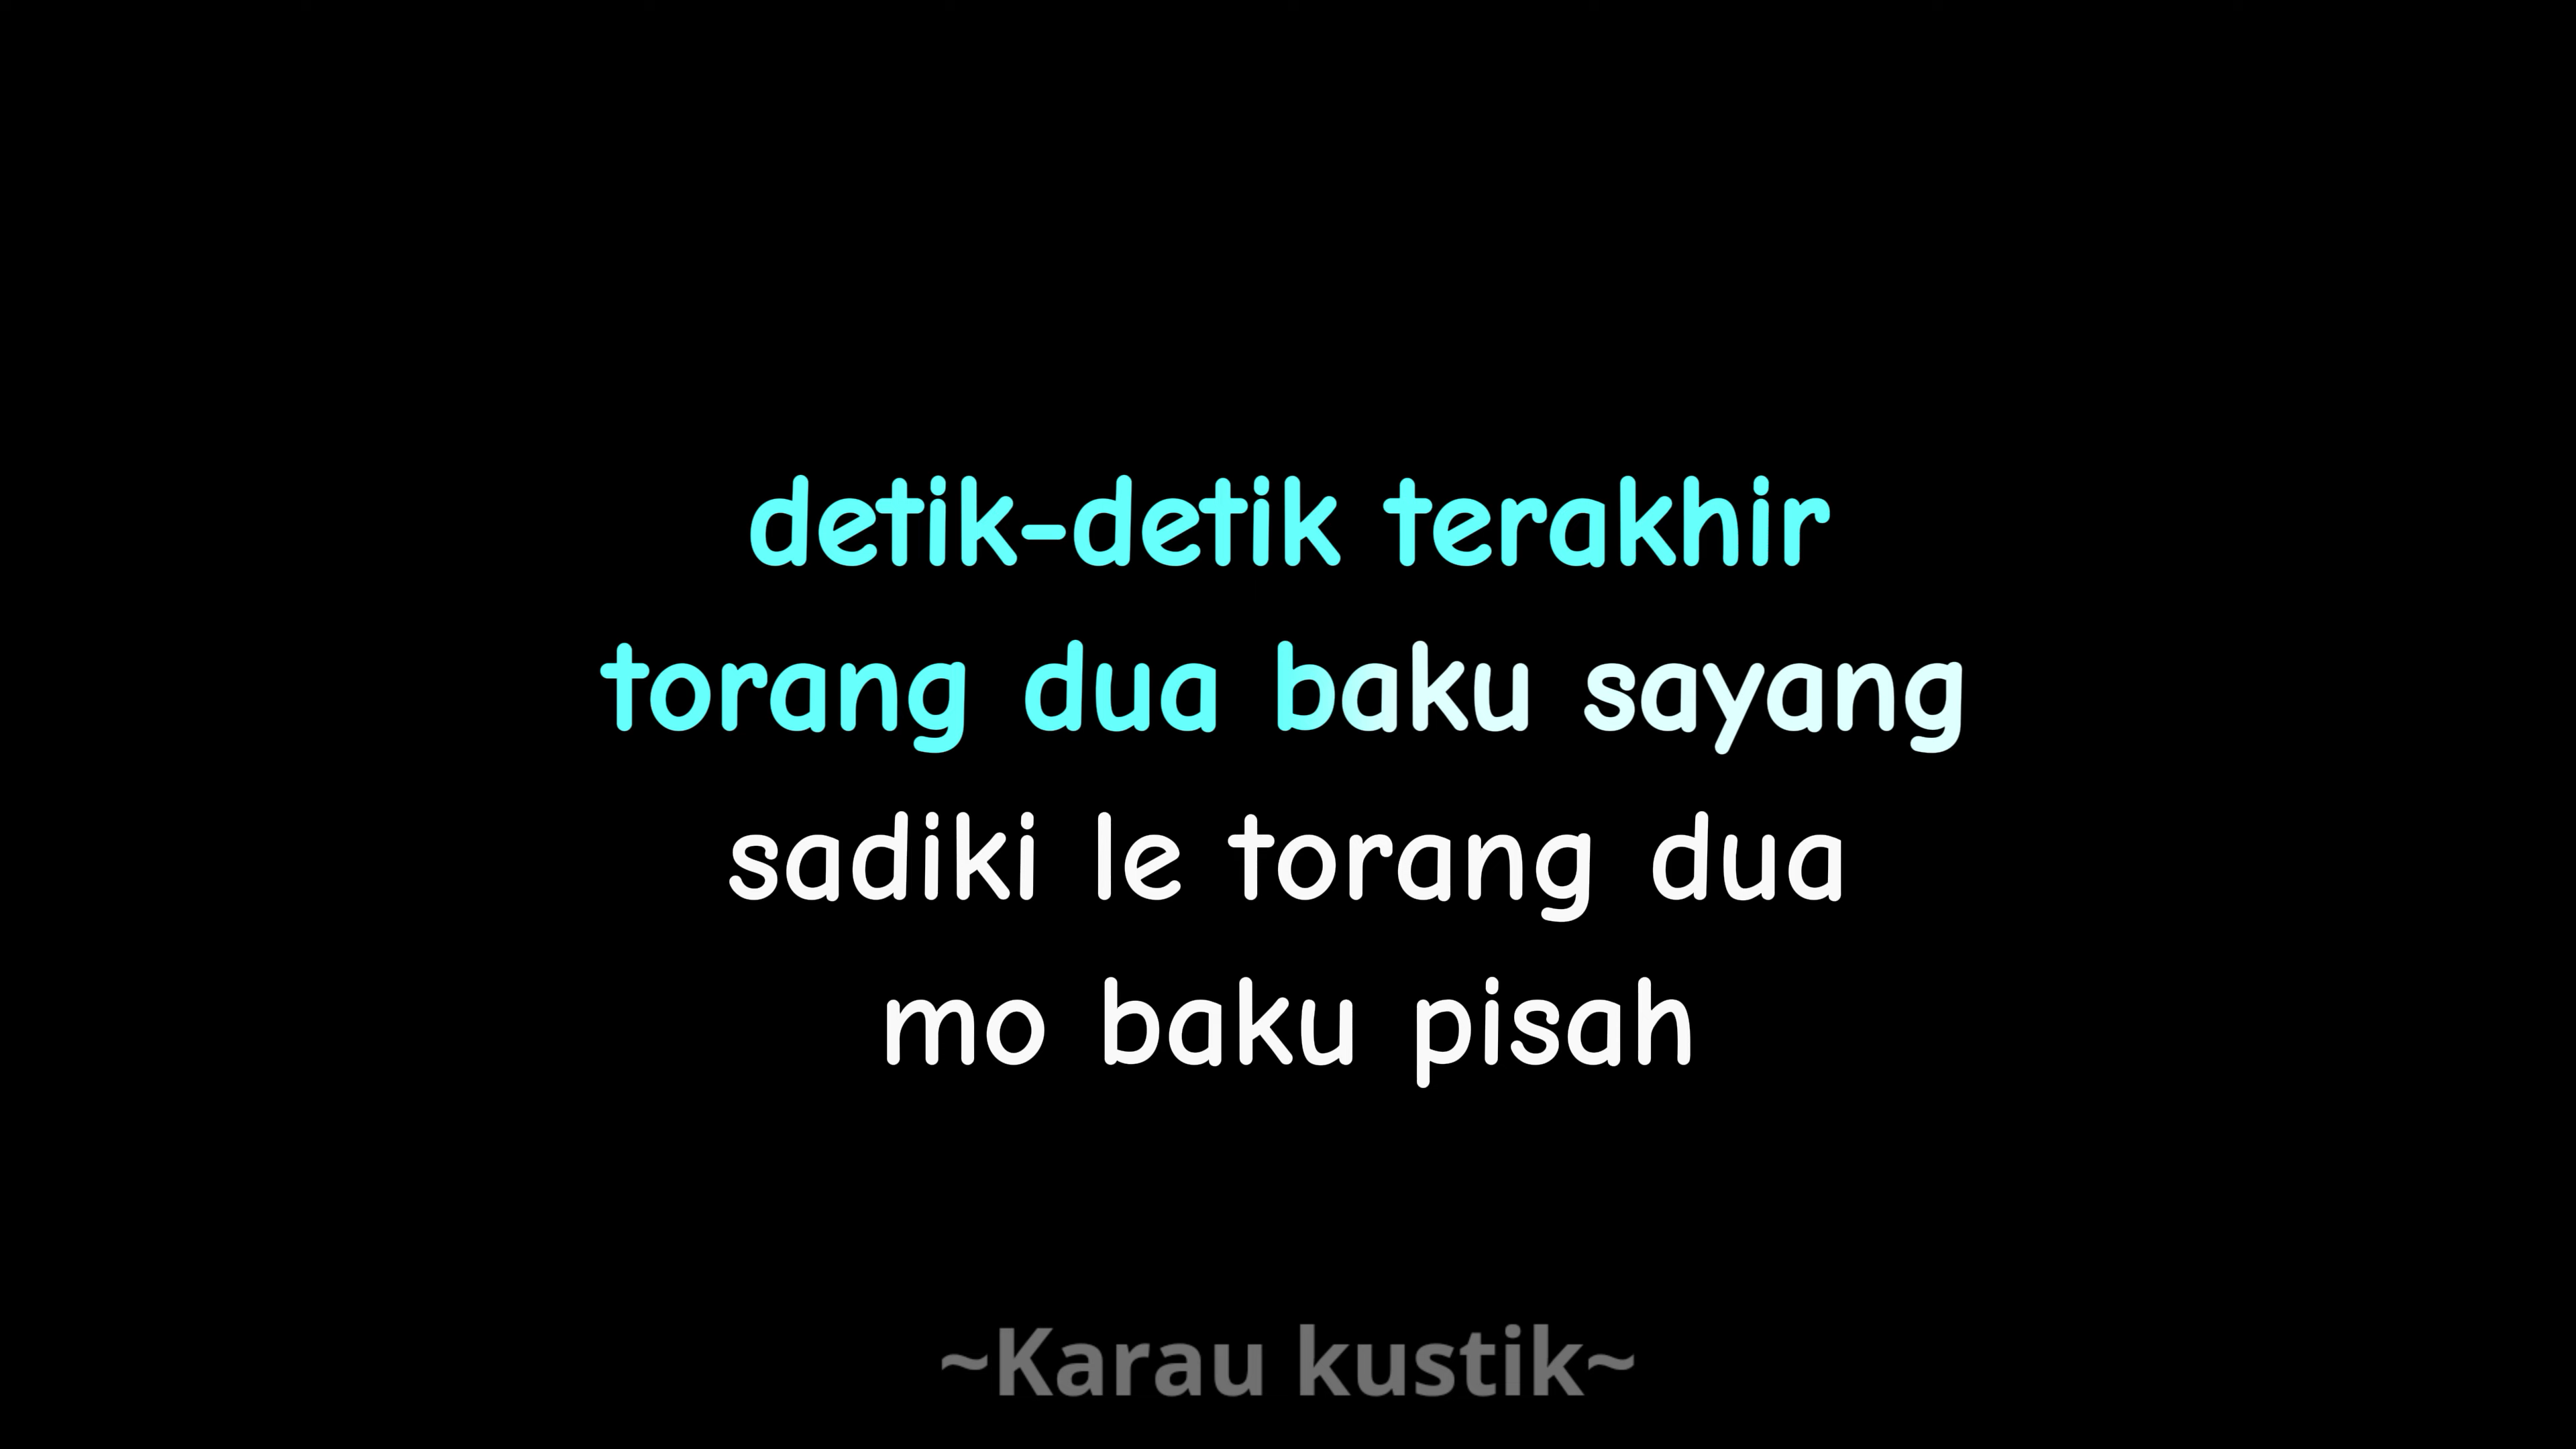 detik-detik terakhir
torang dua baku sayang
sadiki le torang dua
mo baku pisah
~Karau kustik~